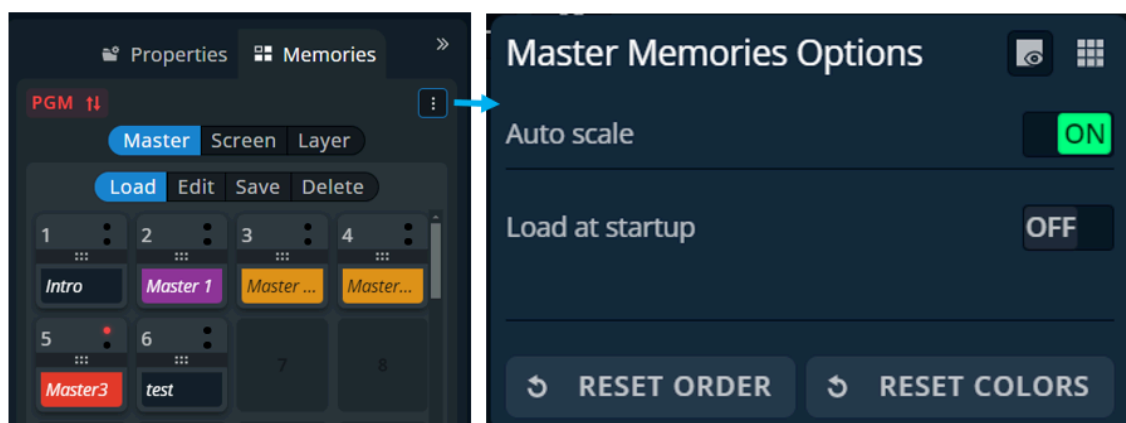 Properties Memories »
PGM
Master Screen Layer
Load Edit Save Delete
1 2 3 4
Intro Master 1 Master ... Master...
5 6 7 8
Master3 test
Master Memories Options
Auto scale ON
Load at startup OFF
RESET ORDER RESET COLORS